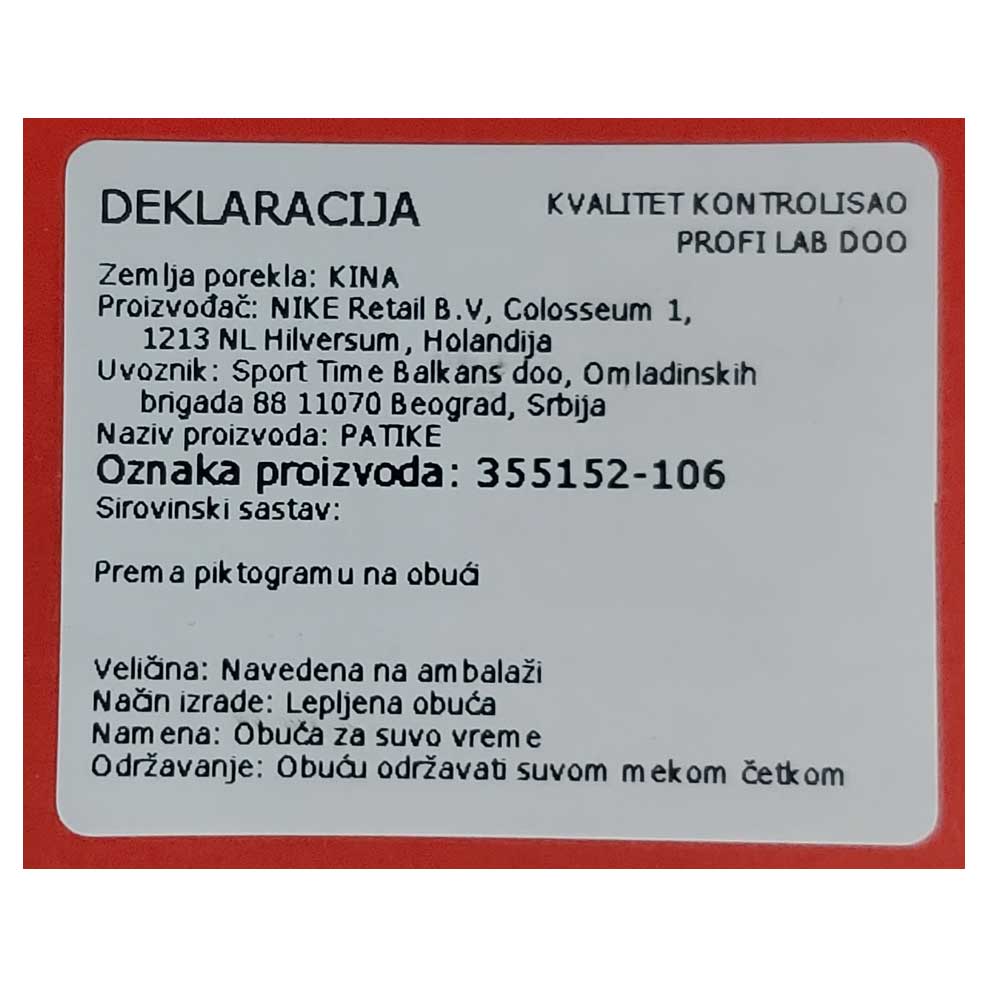 DEKLARACIJA
KVALITET KONTROLISAO
PROFI LAB DOO
Zemlja porekla: KINA
Proizvođač: NIKE Retail B.V, Colosseum 1,
1213 NL Hilversum, Holandija
Uvoznik: Sport Time Balkans doo, Omladinskih
brigada 88 11070 Beograd, Srbija
Naziv proizvoda: PATIKE
Oznaka proizvoda: 355152-106
Sirovinski sastav:
Prema piktogramu na obući
Veličina: Navedena na ambalaži
Način izrade: Lepljena obuća
Namena: Obuća za suvo vreme
Održavanje: Obuću održavati suvom mekom četkom